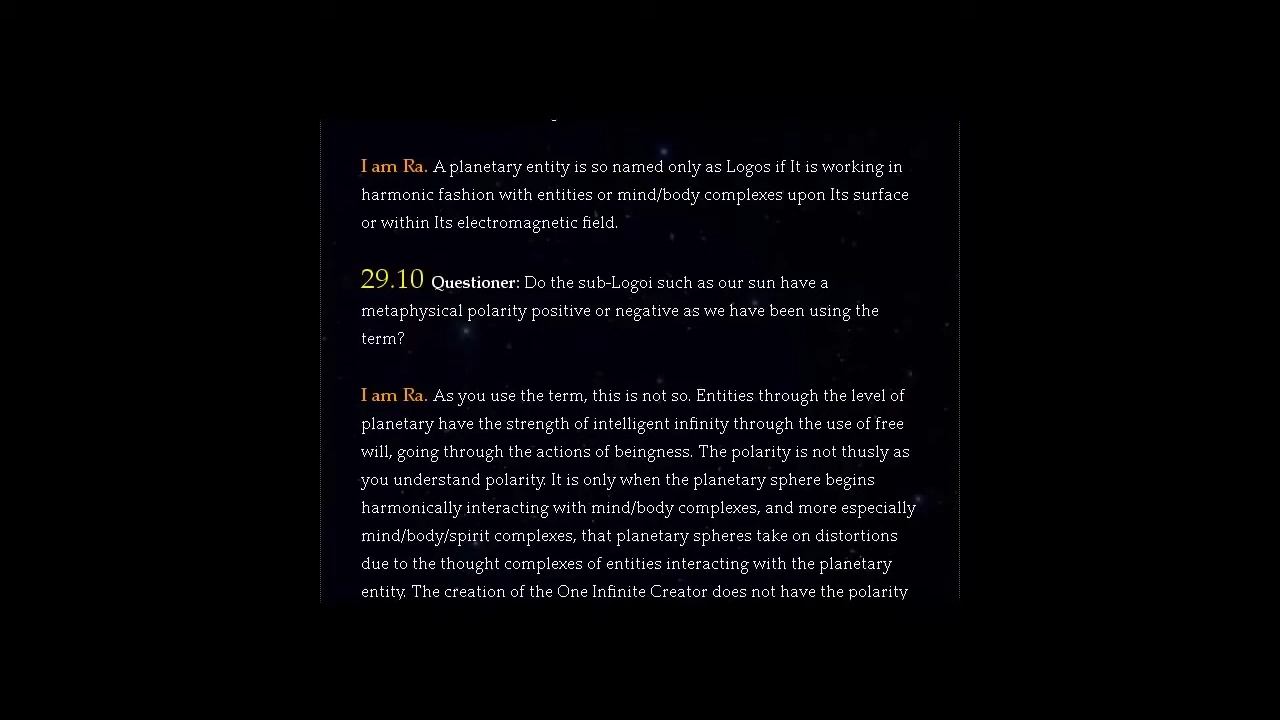 I am Ra. A planetary entity is so named only as Logos if It is working in
harmonic fashion with entities or mind/body complexes upon Its surface
or within Its electromagnetic field.
29.10 Questioner: Do the sub-Logoi such as our sun have a
metaphysical polarity positive or negative as we have been using the
term?
I am Ra. As you use the term, this is not so. Entities through the level of
planetary have the strength of intelligent infinity through the use of free
will, going through the actions of beingness. The polarity is not thusly as
you understand polarity. It is only when the planetary sphere begins
harmonically interacting with mind/body complexes, and more especially
mind/body/spirit complexes, that planetary spheres take on distortions
due to the thought complexes of entities interacting with the planetary
entity. The creation of the One Infinite Creator does not have the polarity